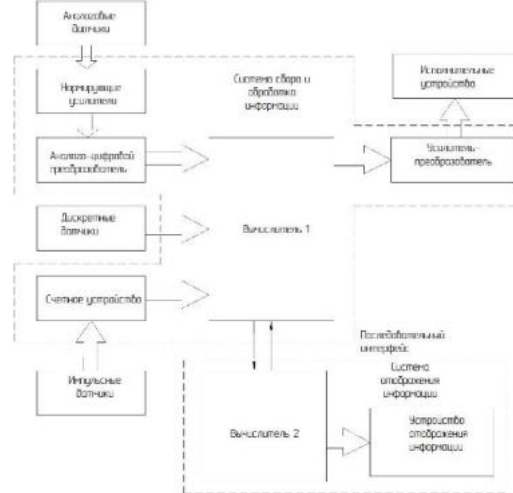 Аналоговые
датчики
Нормирующие
усилители
Система сбора и
обработка
информации
Исполнительные
устройства
Аналого-цифровой
преобразователь
Усилитель-
преобразователь
Дискретные
датчики
Вычислитель 1
Счетное устройство
Последовательный
интерфейс
Импульсные
датчики
Система
отображения
информации
Вычислитель 2
Устройство
отображения
информации